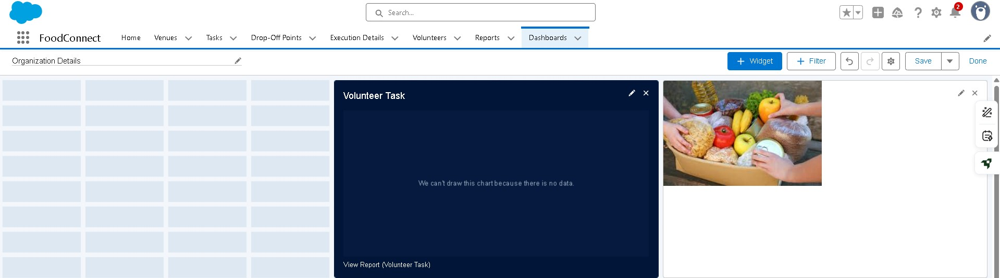 Search...
2
FoodConnect
Home
Venues
Tasks
Drop-Off Points
Execution Details
Volunteers
Reports
Dashboards
Organization Details
Widget
Filter
Save
Done
Volunteer Task
We can't draw this chart because there is no data.
View Report (Volunteer Task)